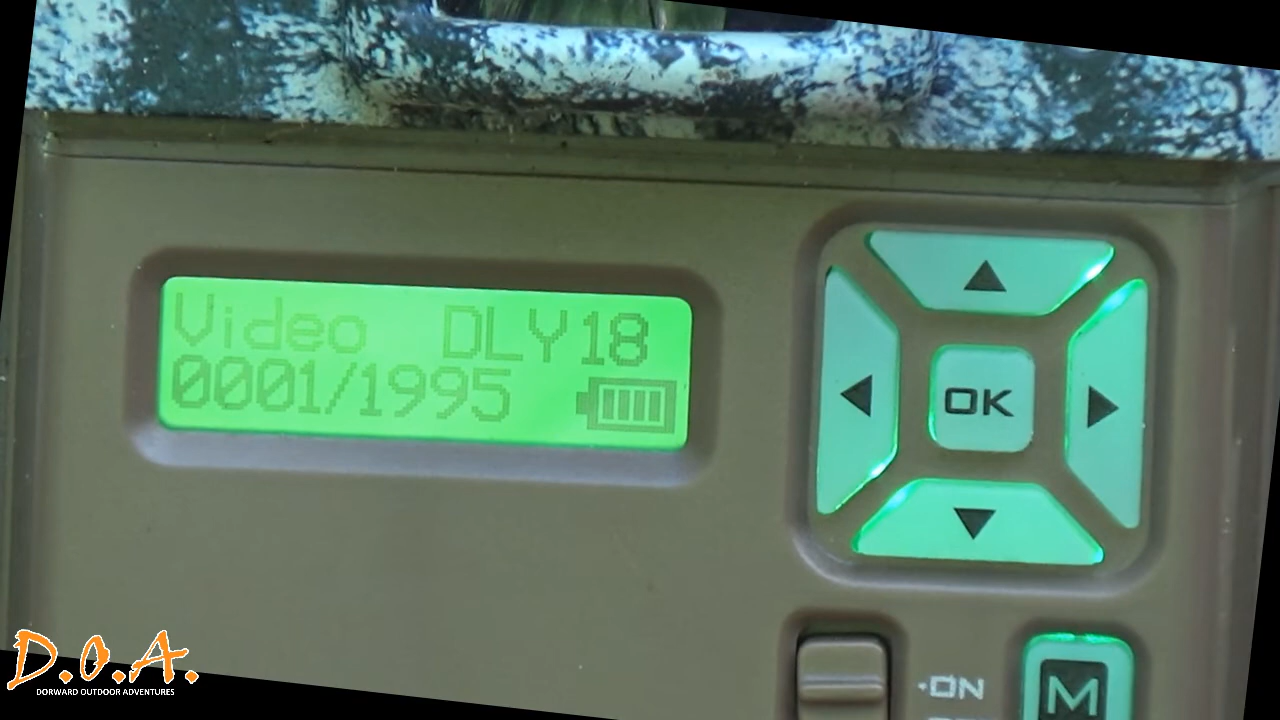 Video DLY18
0001/1995
OK
·ON
M
D.O.A.
DORWARD OUTDOOR ADVENTURES